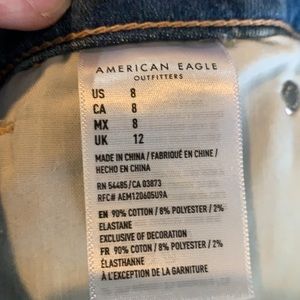 AMERICAN EAGLE
OUTFITTERS
US 8
CA 8
MX 8
UK 12
MADE IN CHINA / FABRIQUÉ EN CHINE /
HECHO EN CHINA
RN 54485/CA 03873
RFC# AEM120605U9A
EN 90% COTTON / 8% POLYESTER / 2%
ELASTANE
EXCLUSIVE OF DECORATION
FR 90% COTON / 8% POLYESTER / 2%
ÉLASTHANNE
À L'EXCEPTION DE LA GARNITURE